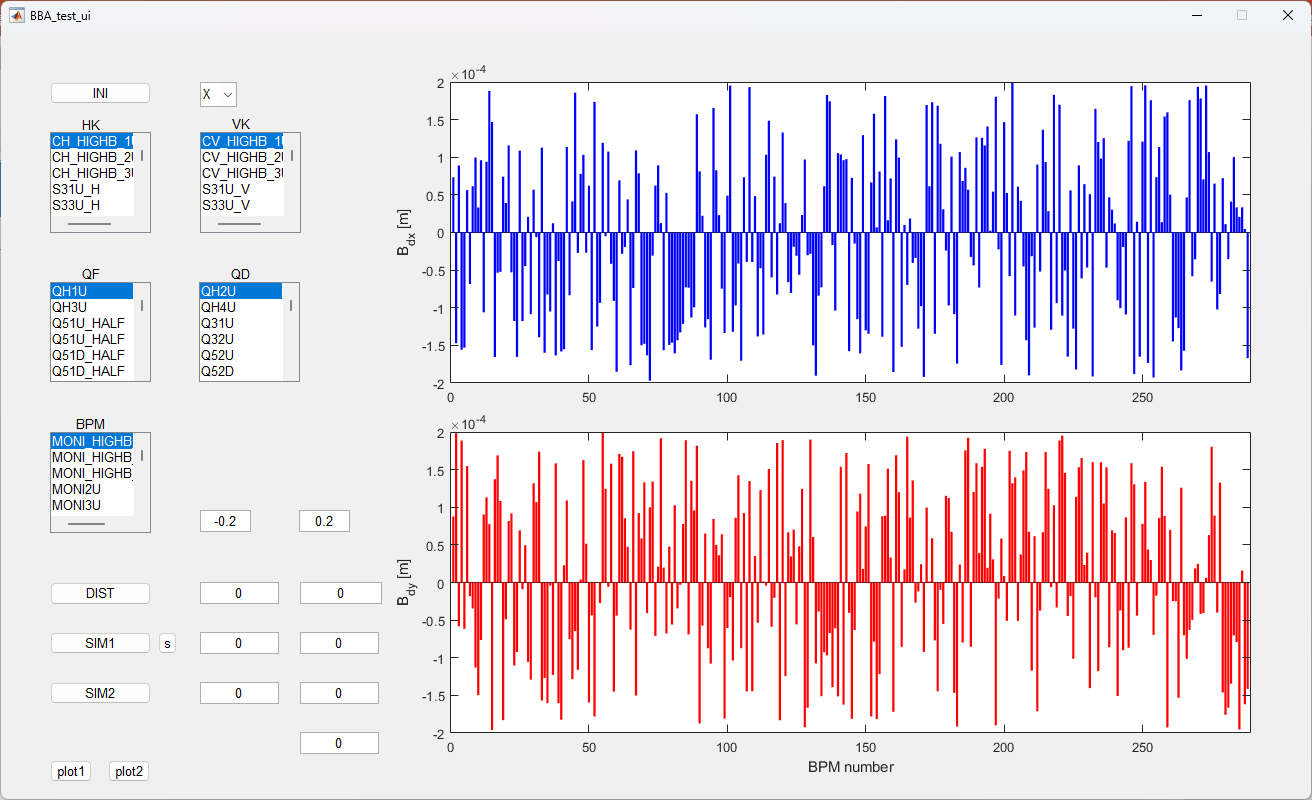 BBA_test_ui
INI
X
HK
CH_HIGHB_1
CH_HIGHB_2
CH_HIGHB_3
S31U_H
S33U_H
VK
CV_HIGHB_1
CV_HIGHB_2
CV_HIGHB_3
S31U_V
S33U_V
QF
QH1U
QH3U
Q51U_HALF
Q51U_HALF
Q51D_HALF
Q51D_HALF
QD
QH2U
QH4U
Q31U
Q32U
Q52U
Q52D
BPM
MONI_HIGHB
MONI_HIGHB_
MONI_HIGHB_
MONI2U
MONI3U
-0.2 0.2
DIST 0 0
SIM1 s 0 0
SIM2 0 0
0
plot1 plot2
×10-4
2
1.5
1
0.5
0
-0.5
-1
-1.5
-2
Bdx [m]
0 50 100 150 200 250
×10-4
2
1.5
1
0.5
0
-0.5
-1
-1.5
-2
Bdy [m]
0 50 100 150 200 250
BPM number